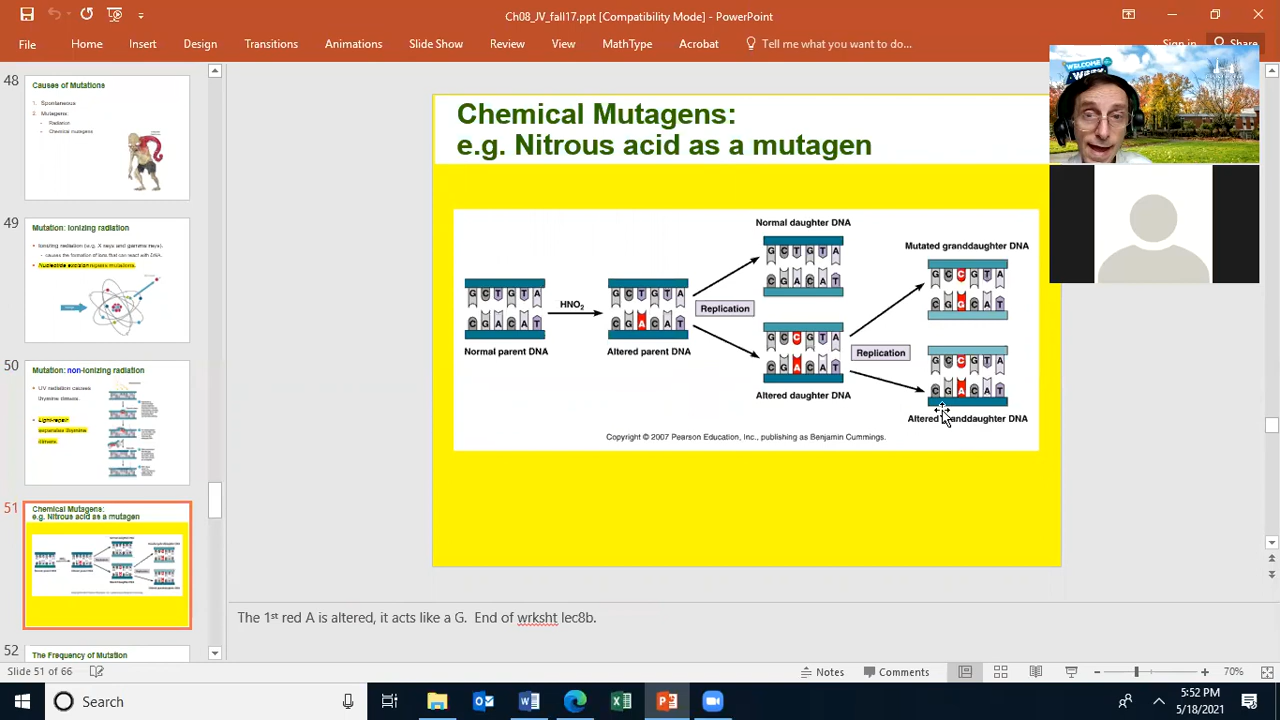 Ch08_JV_fall17.ppt [Compatibility Mode] - PowerPoint
File Home Insert Design Transitions Animations Slide Show Review View MathType Acrobat Tell me what you want to do... Sign in Share
WELCOME
48
Causes of Mutations
1. Spontaneous
2. Mutagens:
– Radiation
– Chemical mutagens
49
Mutation: Ionizing radiation
• Ionizing radiation (e.g. X rays and gamma rays).
– causes the formation of ions that can react with DNA.
• Nucleotide excision repairs mutations.
50
Mutation: non-ionizing radiation
• UV radiation causes
thymine dimers.
• Light-repair
separates thymine
dimers.
51
Chemical Mutagens:
e.g. Nitrous acid as a mutagen
52
The Frequency of Mutation
Chemical Mutagens:
e.g. Nitrous acid as a mutagen
Normal parent DNA
G C T G T A
C G A C A T
HNO2
Altered parent DNA
G C T G T A
C G A C A T
Replication
Normal daughter DNA
G C T G T A
C G A C A T
Altered daughter DNA
G C C G T A
C G A C A T
Replication
Mutated granddaughter DNA
G C C G T A
C G G C A T
G C C G T A
C G A C A T
Altered granddaughter DNA
Copyright © 2007 Pearson Education, Inc., publishing as Benjamin Cummings.
The 1st red A is altered, it acts like a G. End of wrksht lec8b.
Slide 51 of 66 Notes Comments 70%
Search
5:52 PM
5/18/2021